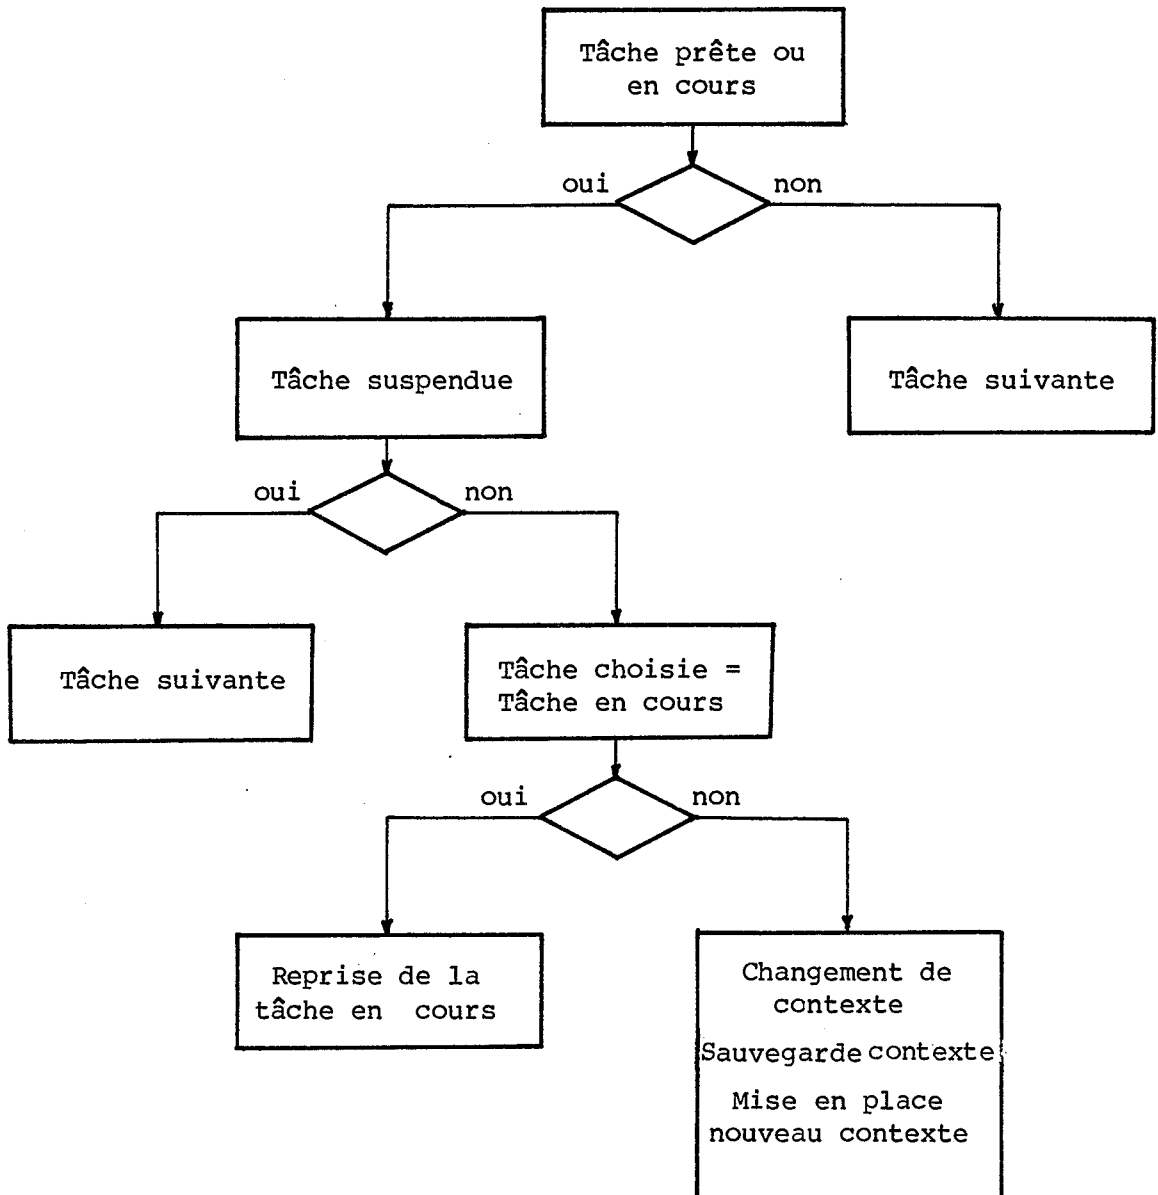 Tâche prête ou
en cours
oui
non
Tâche suspendue
Tâche suivante
oui
non
Tâche suivante
Tâche choisie =
Tâche en cours
oui
non
Reprise de la
tâche en cours
Changement de
contexte
Sauvegarde contexte
Mise en place
nouveau contexte